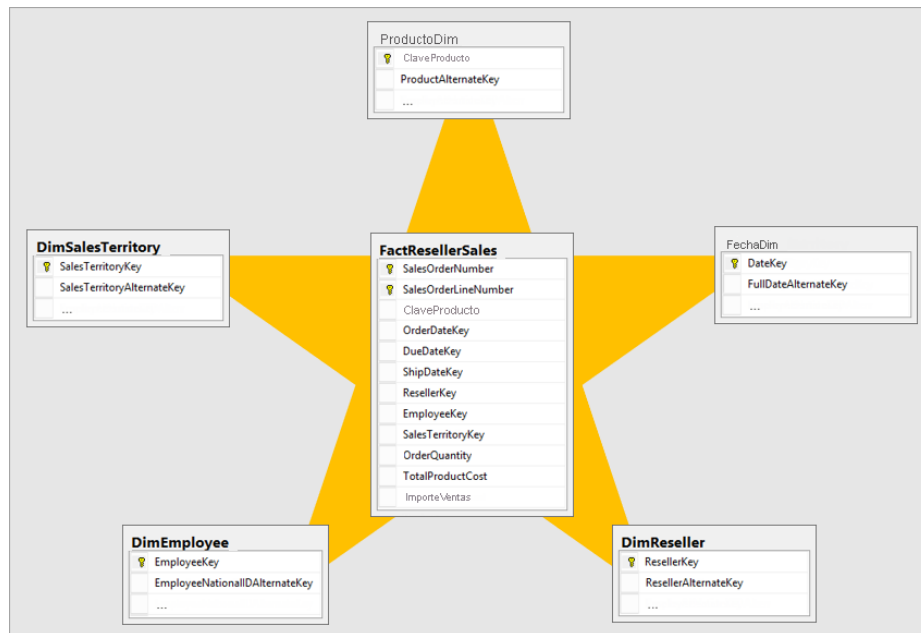 ProductoDim
ClaveProducto
ProductAlternateKey
...
DimSalesTerritory
SalesTerritoryKey
SalesTerritoryAlternateKey
...
FactResellerSales
SalesOrderNumber
SalesOrderLineNumber
ClaveProducto
OrderDateKey
DueDateKey
ShipDateKey
ResellerKey
EmployeeKey
SalesTerritoryKey
OrderQuantity
TotalProductCost
ImporteVentas
FechaDim
DateKey
FullDateAlternateKey
...
DimEmployee
EmployeeKey
EmployeeNationalIDAlternateKey
...
DimReseller
ResellerKey
ResellerAlternateKey
...